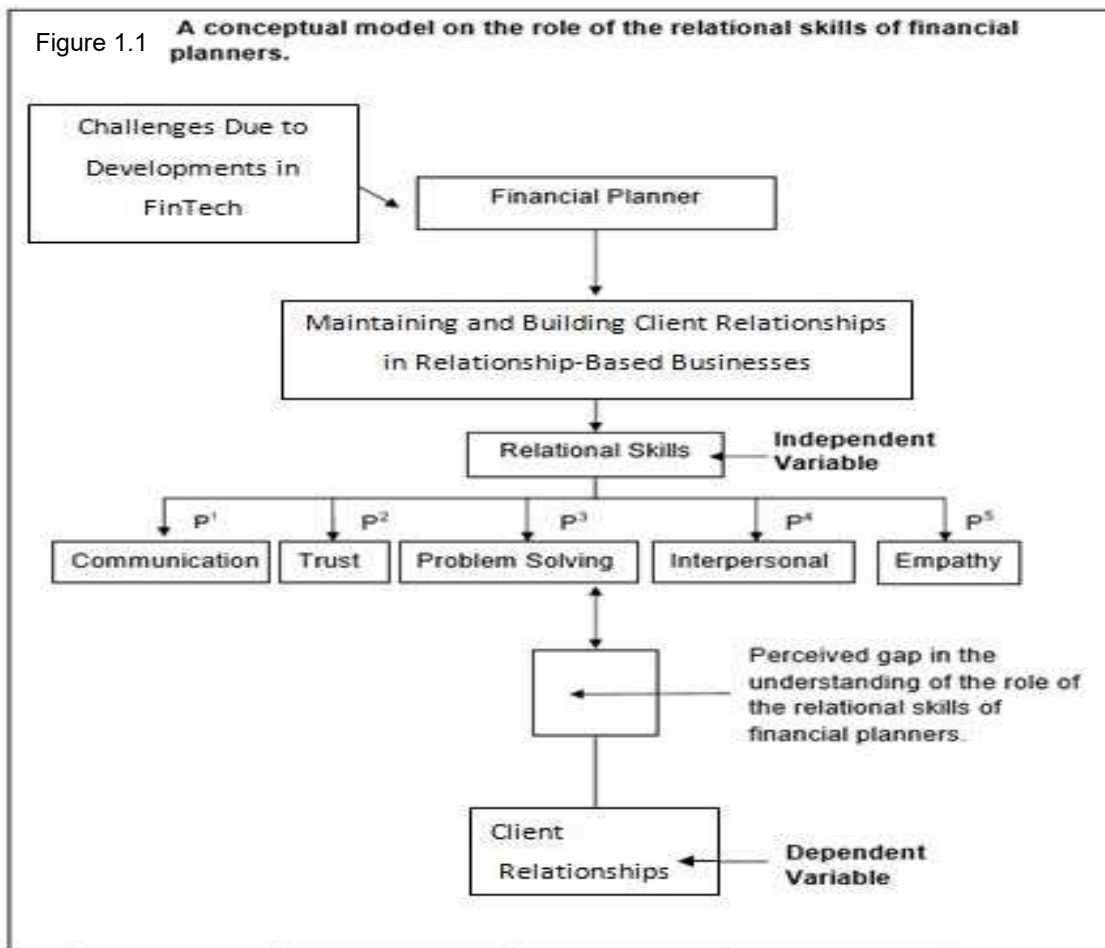 Figure 1.1 A conceptual model on the role of the relational skills of financial
planners.
Challenges Due to
Developments in
FinTech
Financial Planner
Maintaining and Building Client Relationships
in Relationship-Based Businesses
Relational Skills
Independent
Variable
P¹ P² P³ P⁴ P⁵
Communication Trust Problem Solving Interpersonal Empathy
Perceived gap in the
understanding of the role of
the relational skills of
financial planners.
Client
Relationships
Dependent
Variable